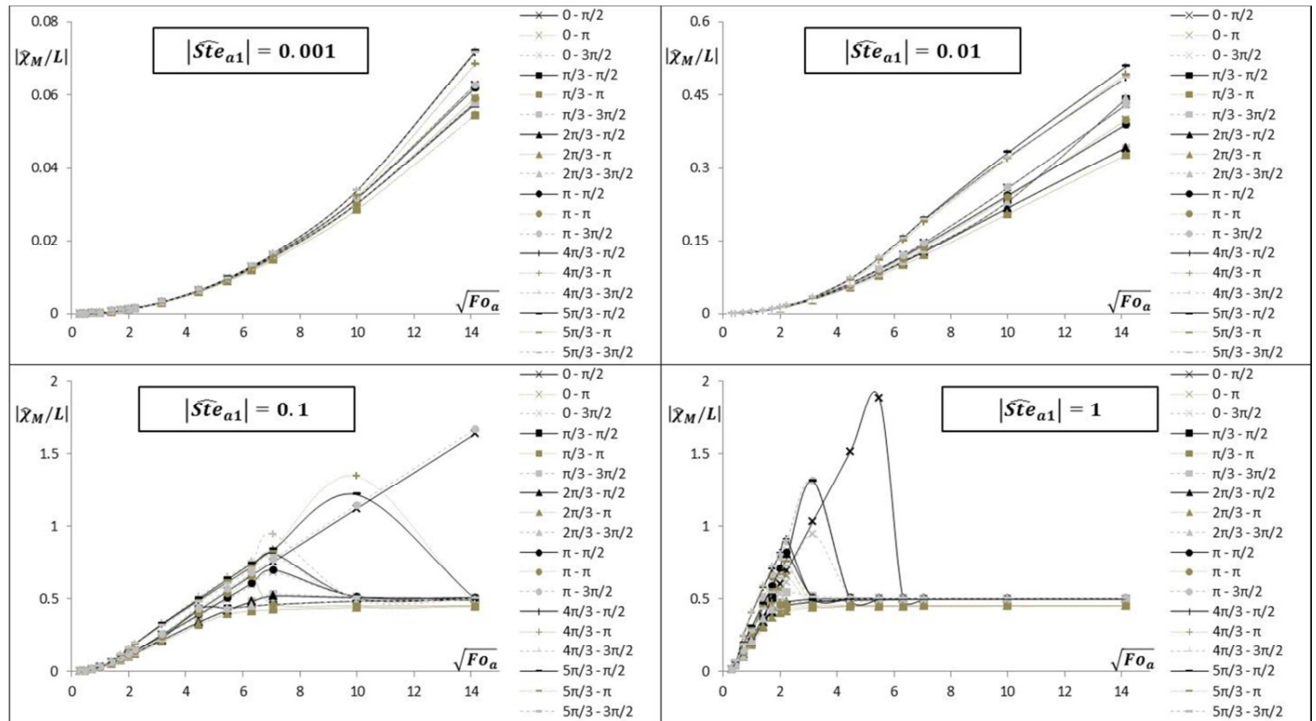 |χ̂_M/L|
|Ŝte_a1| = 0.001
0.08
0.06
0.04
0.02
0
0 2 4 6 8 10 12 14
√Fo_a
0 - π/2
0 - π
0 - 3π/2
π/3 - π/2
π/3 - π
π/3 - 3π/2
2π/3 - π/2
2π/3 - π
2π/3 - 3π/2
π - π/2
π - π
π - 3π/2
4π/3 - π/2
4π/3 - π
4π/3 - 3π/2
5π/3 - π/2
5π/3 - π
5π/3 - 3π/2
|χ̂_M/L|
|Ŝte_a1| = 0.01
0.6
0.45
0.3
0.15
0
0 2 4 6 8 10 12 14
√Fo_a
0 - π/2
0 - π
0 - 3π/2
π/3 - π/2
π/3 - π
π/3 - 3π/2
2π/3 - π/2
2π/3 - π
2π/3 - 3π/2
π - π/2
π - π
π - 3π/2
4π/3 - π/2
4π/3 - π
4π/3 - 3π/2
5π/3 - π/2
5π/3 - π
5π/3 - 3π/2
|χ̂_M/L|
|Ŝte_a1| = 0.1
2
1.5
1
0.5
0
0 2 4 6 8 10 12 14
√Fo_a
0 - π/2
0 - π
0 - 3π/2
π/3 - π/2
π/3 - π
π/3 - 3π/2
2π/3 - π/2
2π/3 - π
2π/3 - 3π/2
π - π/2
π - π
π - 3π/2
4π/3 - π/2
4π/3 - π
4π/3 - 3π/2
5π/3 - π/2
5π/3 - π
5π/3 - 3π/2
|χ̂_M/L|
|Ŝte_a1| = 1
2
1.5
1
0.5
0
0 2 4 6 8 10 12 14
√Fo_a
0 - π/2
0 - π
0 - 3π/2
π/3 - π/2
π/3 - π
π/3 - 3π/2
2π/3 - π/2
2π/3 - π
2π/3 - 3π/2
π - π/2
π - π
π - 3π/2
4π/3 - π/2
4π/3 - π
4π/3 - 3π/2
5π/3 - π/2
5π/3 - π
5π/3 - 3π/2